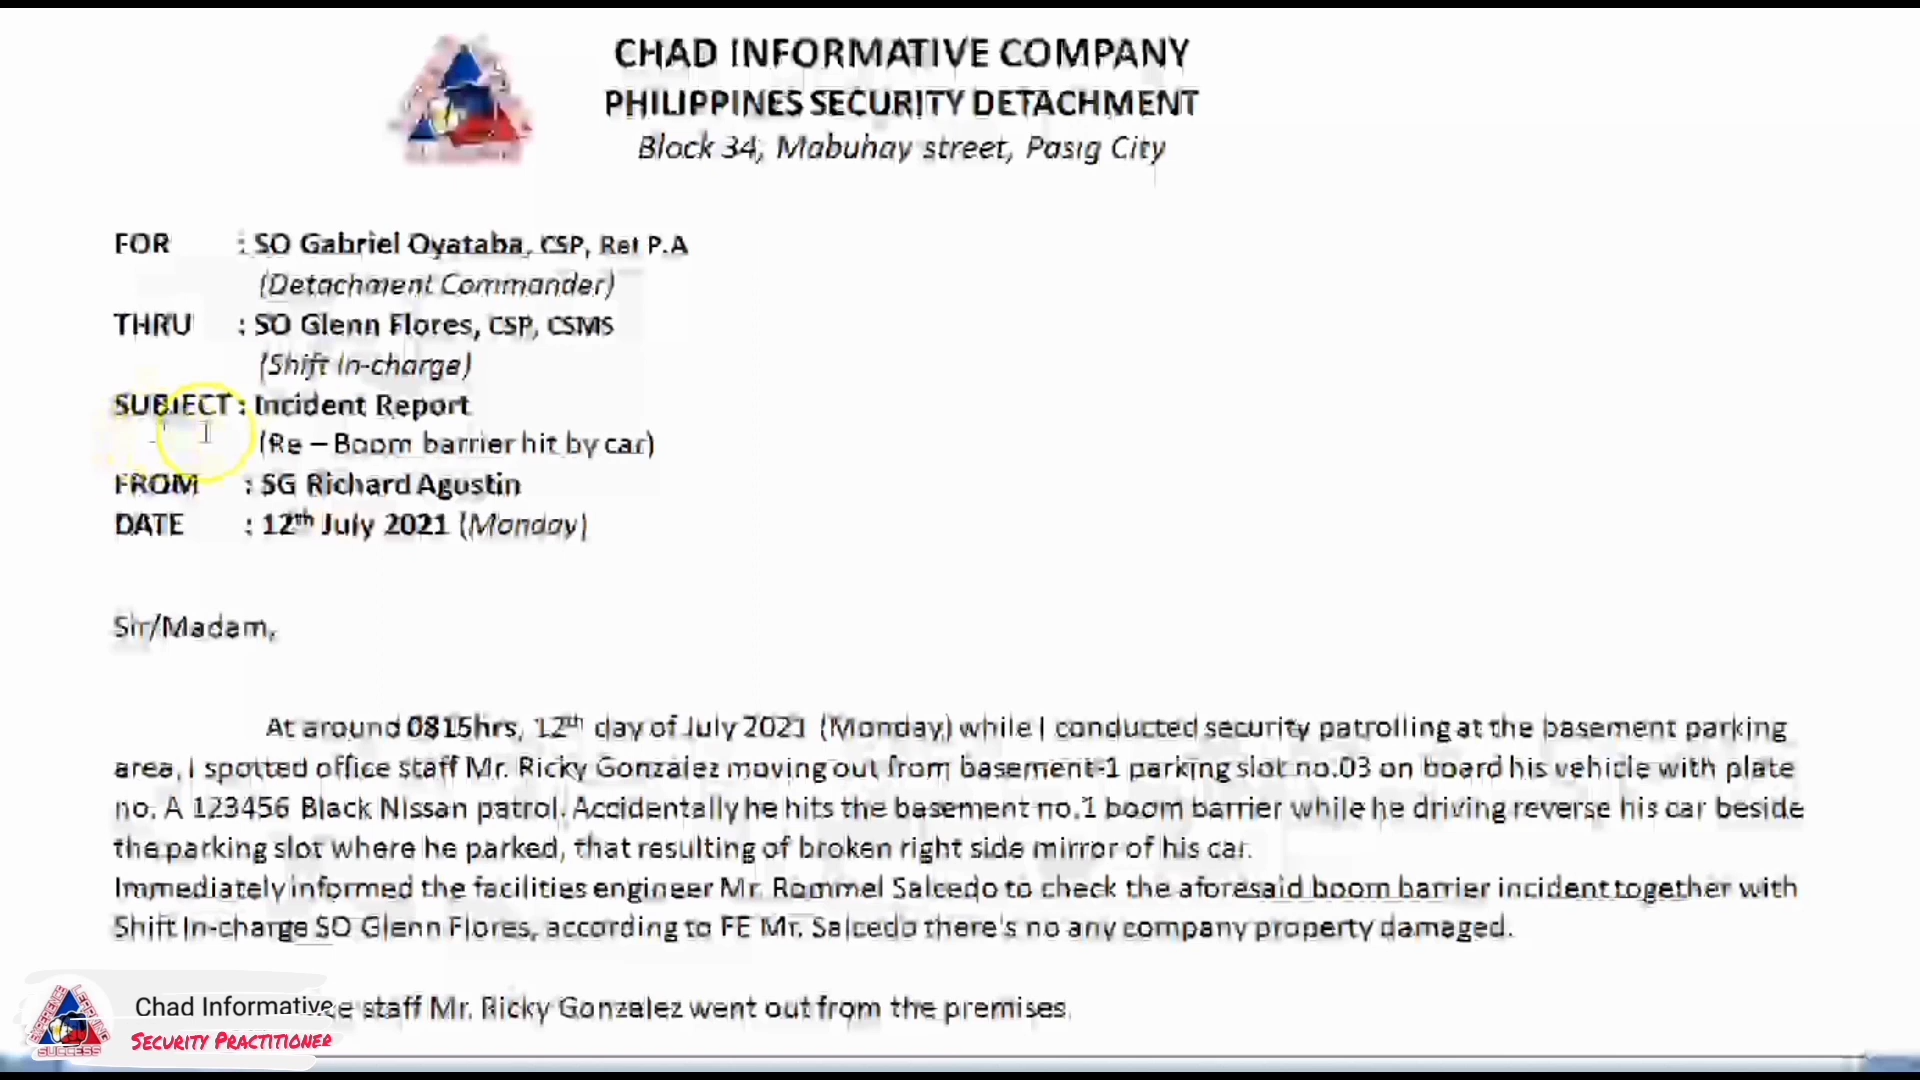 CHAD INFORMATIVE COMPANY
PHILIPPINES SECURITY DETACHMENT
Block 34, Mabuhay street, Pasig City
FOR : SO Gabriel Oyataba, CSP, Ret P.A
(Detachment Commander)
THRU : SO Glenn Flores, CSP, CSMS
(Shift In-charge)
SUBJECT : Incident Report
(Re – Boom barrier hit by car)
FROM : SG Richard Agustin
DATE : 12th July 2021 (Monday)
Sir/Madam,
At around 0815hrs, 12th day of July 2021 (Monday) while I conducted security patrolling at the basement parking
area, I spotted office staff Mr. Ricky Gonzalez moving out from basement-1 parking slot no.03 on board his vehicle with plate
no. A 123456 Black Nissan patrol. Accidentally he hits the basement no.1 boom barrier while he driving reverse his car beside
the parking slot where he parked, that resulting of broken right side mirror of his car.
Immediately informed the facilities engineer Mr. Rommel Salcedo to check the aforesaid boom barrier incident together with
Shift In-charge SO Glenn Flores, according to FE Mr. Salcedo there's no any company property damaged.
staff Mr. Ricky Gonzalez went out from the premises.
Chad Informative
SECURITY PRACTITIONER
EXPERIENCE LEARNING
SUCCESS